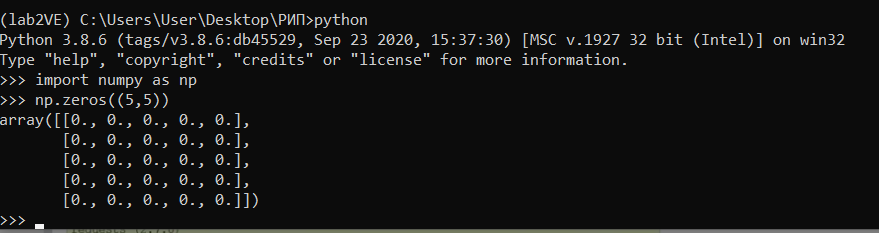 (lab2VE) C:\Users\User\Desktop\РИП>python
Python 3.8.6 (tags/v3.8.6:db45529, Sep 23 2020, 15:37:30) [MSC v.1927 32 bit (Intel)] on win32
Type "help", "copyright", "credits" or "license" for more information.
>>> import numpy as np
>>> np.zeros((5,5))
array([[0., 0., 0., 0., 0.],
       [0., 0., 0., 0., 0.],
       [0., 0., 0., 0., 0.],
       [0., 0., 0., 0., 0.],
       [0., 0., 0., 0., 0.]])
>>>